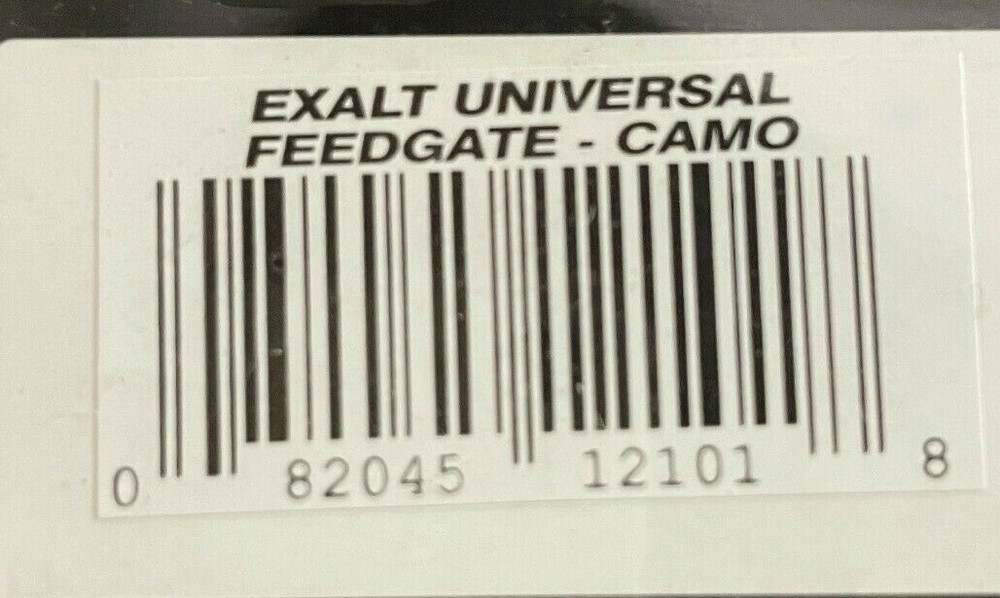 EXALT UNIVERSAL
FEEDGATE - CAMO
0 82045 12101 8